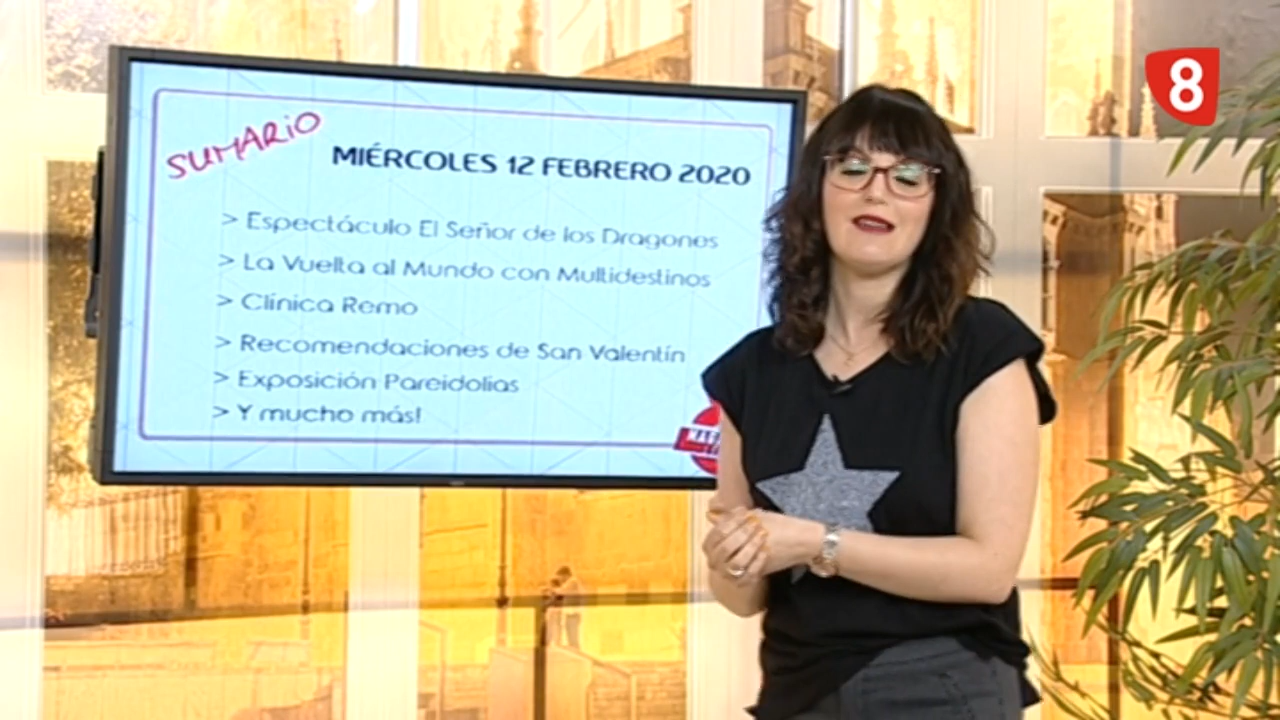 8
SUMARIO
MIÉRCOLES 12 FEBRERO 2020
> Espectáculo El Señor de los Dragones
> La Vuelta al Mundo con Multidestinos
> Clínica Remo
> Recomendaciones de San Valentín
> Exposición Pareidolias
> Y mucho más!